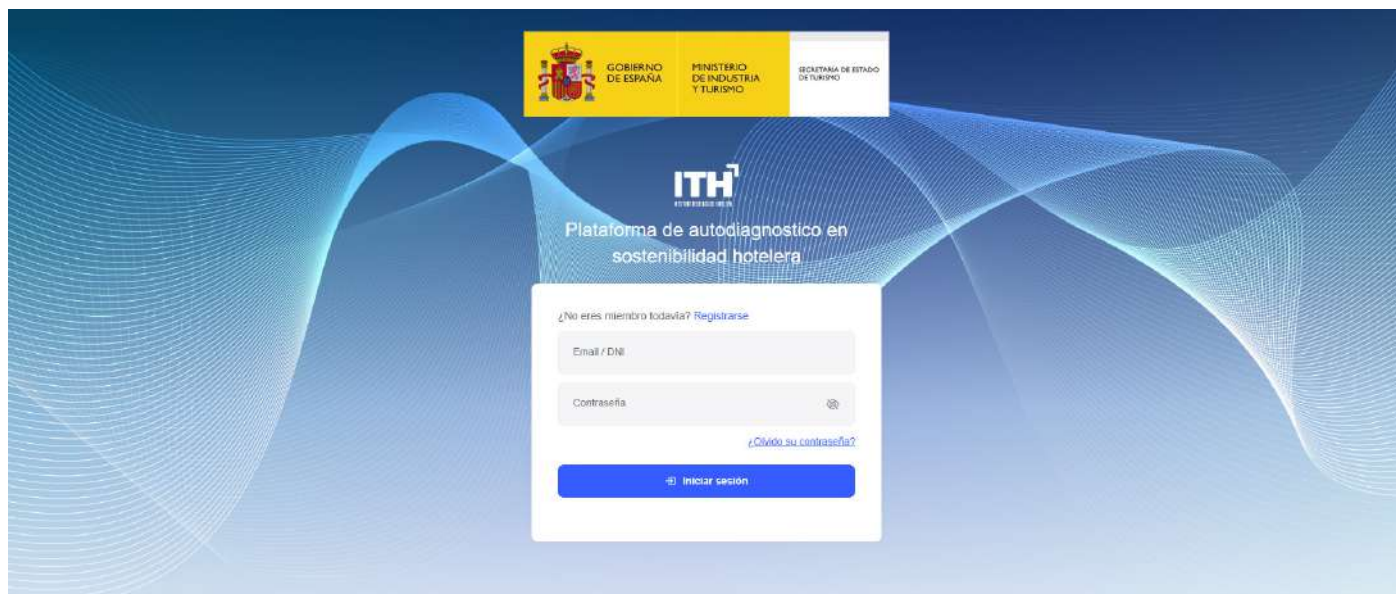 GOBIERNO
DE ESPAÑA
MINISTERIO
DE INDUSTRIA
Y TURISMO
SECRETARÍA DE ESTADO
DE TURISMO
ITH
Plataforma de autodiagnostico en
sostenibilidad hotelera
¿No eres miembro todavía? Registrarse
Email / DNI
Contraseña
¿Olvido su contraseña?
Iniciar sesión